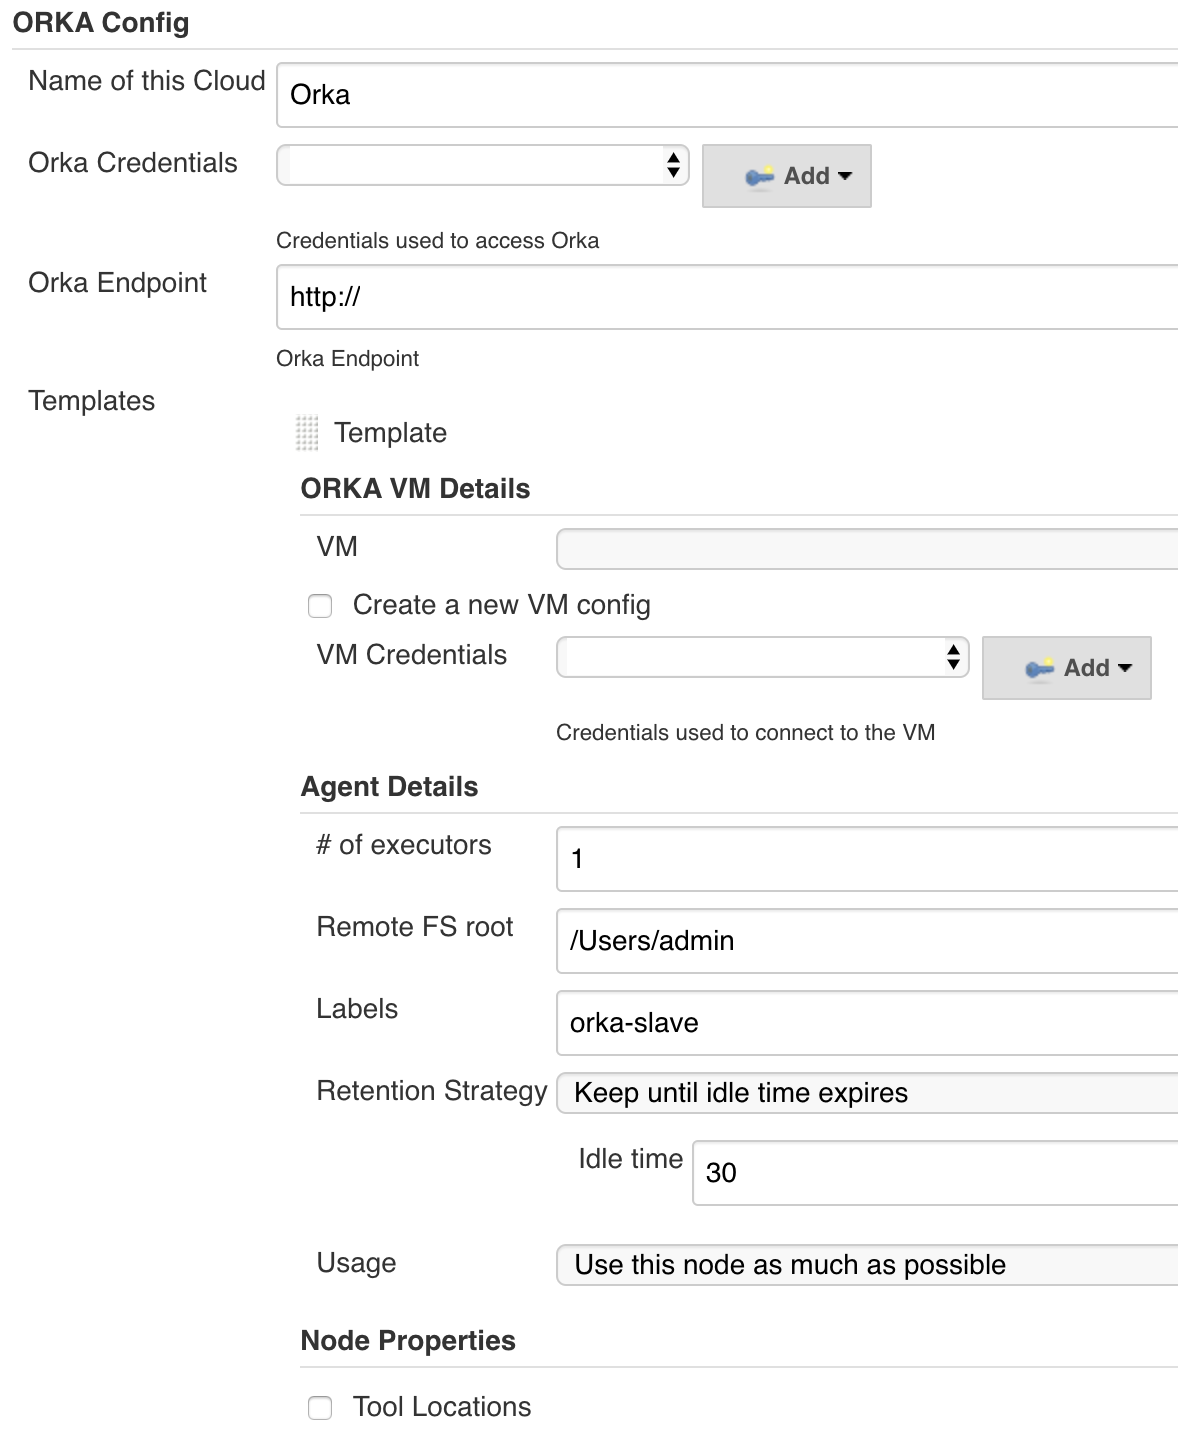 ORKA Config
Name of this Cloud Orka
Orka Credentials Add
Credentials used to access Orka
Orka Endpoint http://
Orka Endpoint
Templates
Template
ORKA VM Details
VM
Create a new VM config
VM Credentials Add
Credentials used to connect to the VM
Agent Details
# of executors 1
Remote FS root /Users/admin
Labels orka-slave
Retention Strategy Keep until idle time expires
Idle time 30
Usage Use this node as much as possible
Node Properties
Tool Locations